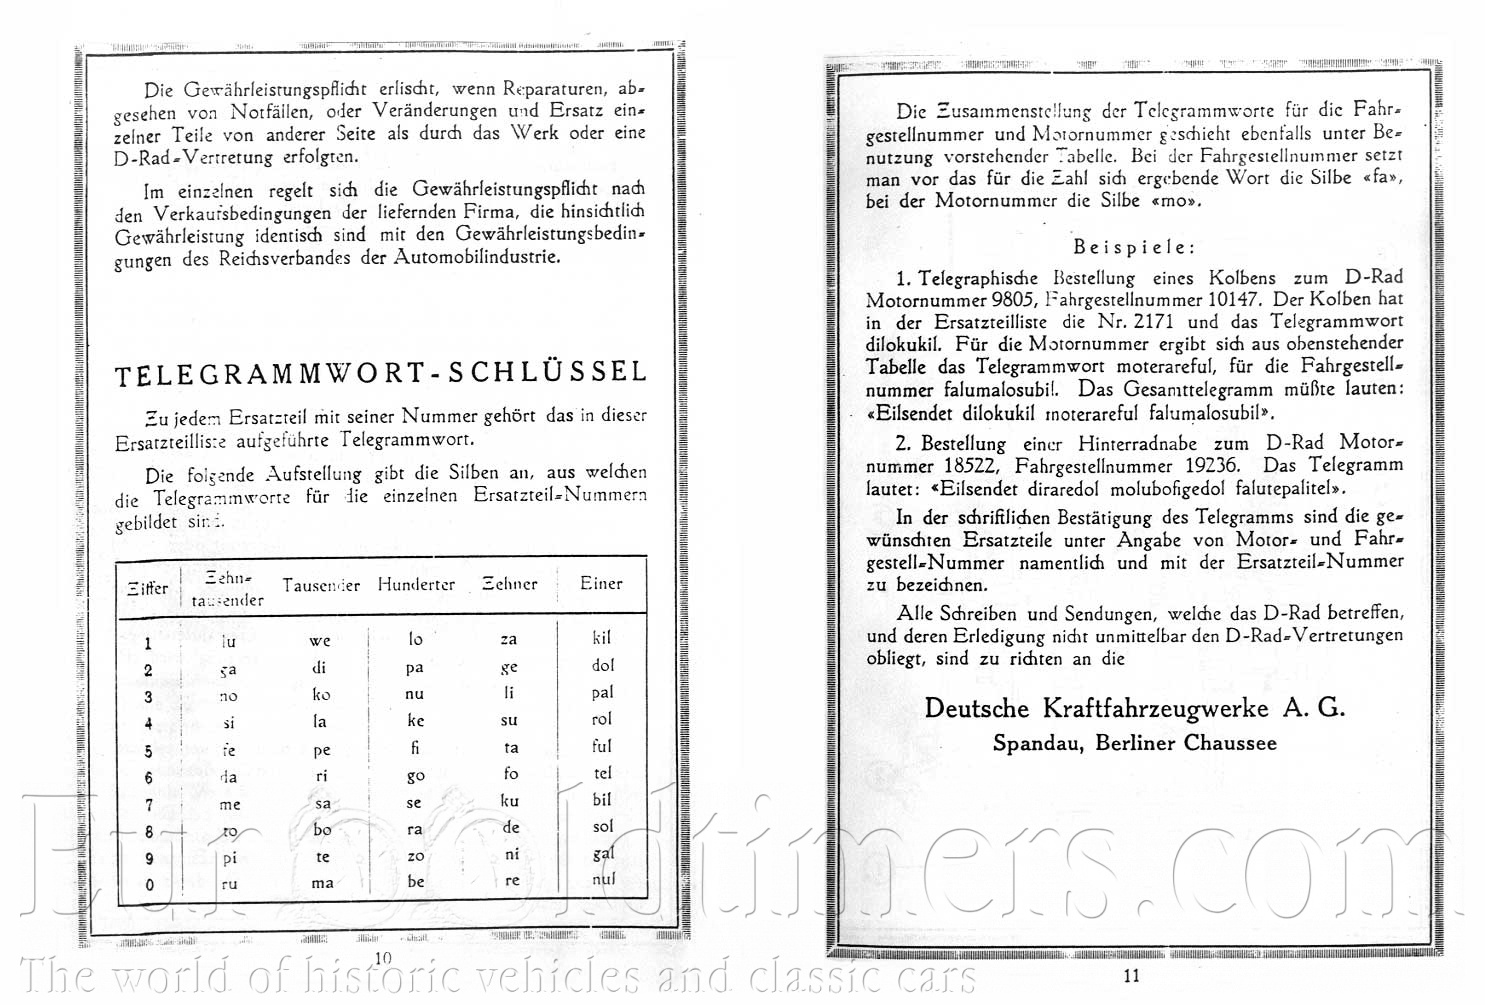 Die Gewährleistungspflicht erlischt, wenn Reparaturen, ab-
gesehen von Notfällen, oder Veränderungen und Ersatz ein-
zelner Teile von anderer Seite als durch das Werk oder eine
D-Rad-Vertretung erfolgten.
Im einzelnen regelt sich die Gewährleistungspflicht nach
den Verkaufsbedingungen der liefernden Firma, die hinsichtlich
Gewährleistung identisch sind mit den Gewährleistungsbedin-
gungen des Reichsverbandes der Automobilindustrie.
TELEGRAMMWORT-SCHLÜSSEL
Zu jedem Ersatzteil mit seiner Nummer gehört das in dieser
Ersatzteilliste aufgeführte Telegrammwort.
Die folgende Aufstellung gibt die Silben an, aus welchen
die Telegrammworte für die einzelnen Ersatzteil-Nummern
gebildet sind.
Ziffer Zehn-tausender Tausender Hunderter Zehner Einer
1 lu we lo za kil
2 ga di pa ge dol
3 no ko nu li pal
4 si la ke su rol
5 fe pe fi ta ful
6 da ri go fo tel
7 me sa se ku bil
8 to bo ra de sol
9 pi te zo ni gal
0 ru ma be re nul
10
Die Zusammenstellung der Telegrammworte für die Fahr-
gestellnummer und Motornummer geschieht ebenfalls unter Be-
nutzung vorstehender Tabelle. Bei der Fahrgestellnummer setzt
man vor das für die Zahl sich ergebende Wort die Silbe «fa»,
bei der Motornummer die Silbe «mo».
Beispiele:
1. Telegraphische Bestellung eines Kolbens zum D-Rad
Motornummer 9805, Fahrgestellnummer 10147. Der Kolben hat
in der Ersatzteilliste die Nr. 2171 und das Telegrammwort
dilokukil. Für die Motornummer ergibt sich aus obenstehender
Tabelle das Telegrammwort moterareful, für die Fahrgestell-
nummer falumalosubil. Das Gesamttelegramm müßte lauten:
«Eilsendet dilokukil moterareful falumalosubil».
2. Bestellung einer Hinterradnabe zum D-Rad Motor-
nummer 18522, Fahrgestellnummer 19236. Das Telegramm
lautet: «Eilsendet diraredol molubofigedol falutepalitel».
In der schriftlichen Bestätigung des Telegramms sind die ge-
wünschten Ersatzteile unter Angabe von Motor- und Fahr-
gestell-Nummer namentlich und mit der Ersatzteil-Nummer
zu bezeichnen.
Alle Schreiben und Sendungen, welche das D-Rad betreffen,
und deren Erledigung nicht unmittelbar den D-Rad-Vertretungen
obliegt, sind zu richten an die
Deutsche Kraftfahrzeugwerke A. G.
Spandau, Berliner Chaussee
11
Eurooldtimers.com
The world of historic vehicles and classic cars